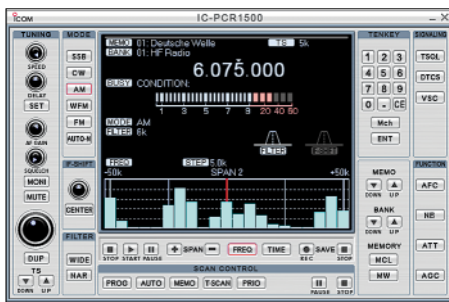 ICOM IC-PCR1500
TUNING MODE TENKEY SIGNALING
MEMO 01: Deutsche Welle TS 5k
BANK 01: HF Radio
6.075.000
BUSY CONDITION:
1 3 5 7 9 20 40 60
MODE AM
FILTER 6k
FILTER
FREQ STEP 5.0k
-50k SPAN 2 +50k
SPEED
DELAY
SET
AF GAIN
SQUELCH
MONI
MUTE
DUP
TS
DOWN UP
SSB
CW
AM
WFM
FM
AUTO-M
IF-SHIFT
CENTER
FILTER
WIDE
NAR
STOP START PAUSE SPAN FREQ TIME REC SAVE STOP
SCAN CONTROL
PROG AUTO MEMO T-SCAN PRIO PAUSE STOP
1 2 3
4 5 6
7 8 9
0 - CE
Mch
ENT
MEMO
DOWN UP
BANK
DOWN UP
MEMORY
MCL
MW
TSQL
DTCS
VSC
FUNCTION
AFC
NB
ATT
AGC